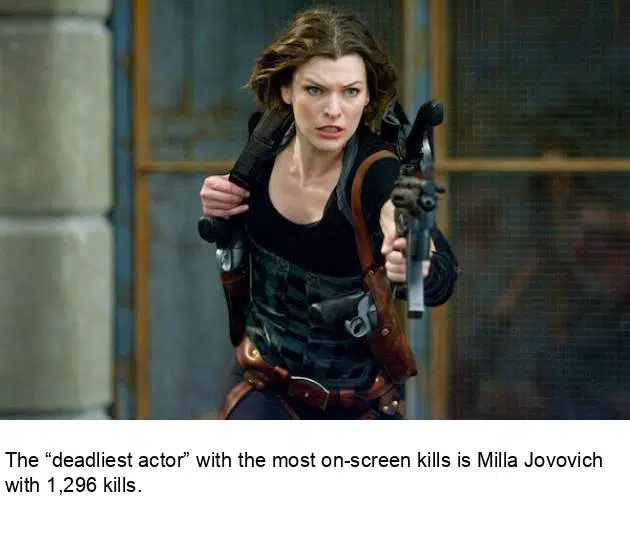 The “deadliest actor” with the most on-screen kills is Milla Jovovich
with 1,296 kills.